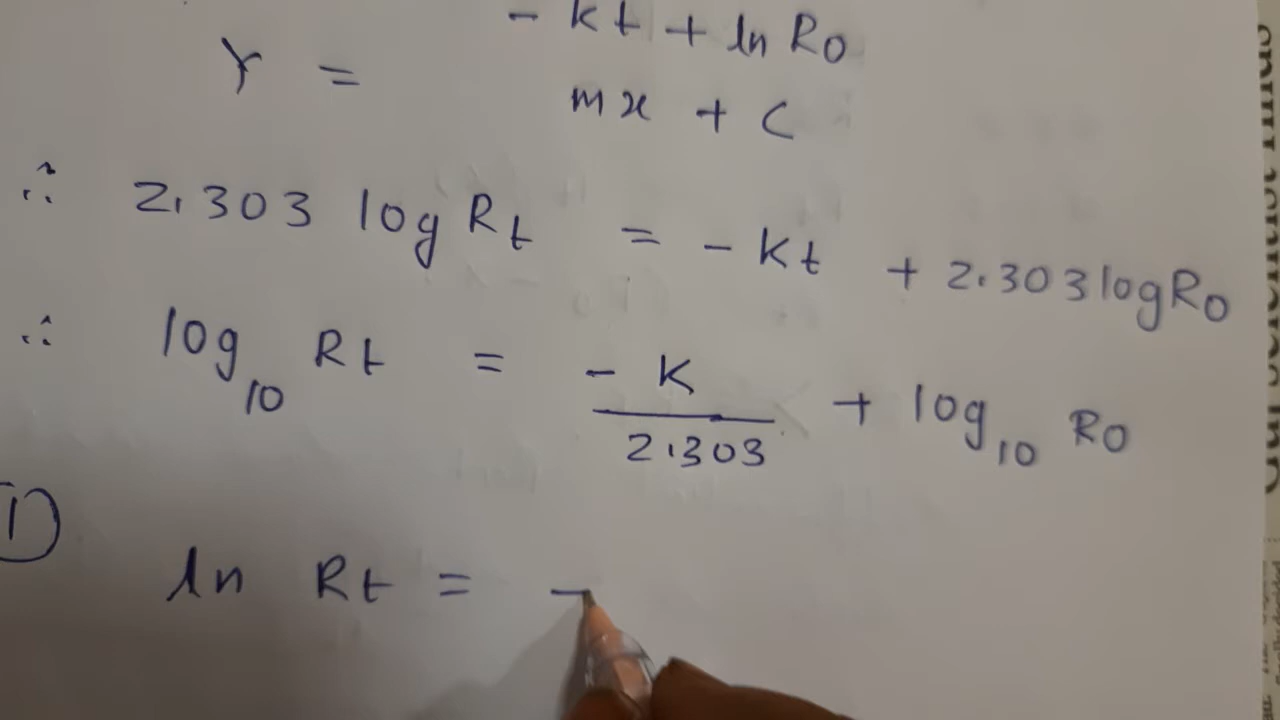 - kt + ln R0
Y = mx + C
∴ 2.303 log Rt = - kt + 2.303 log R0
∴ log10 Rt = - K / 2.303 + log10 R0
1
ln Rt = -